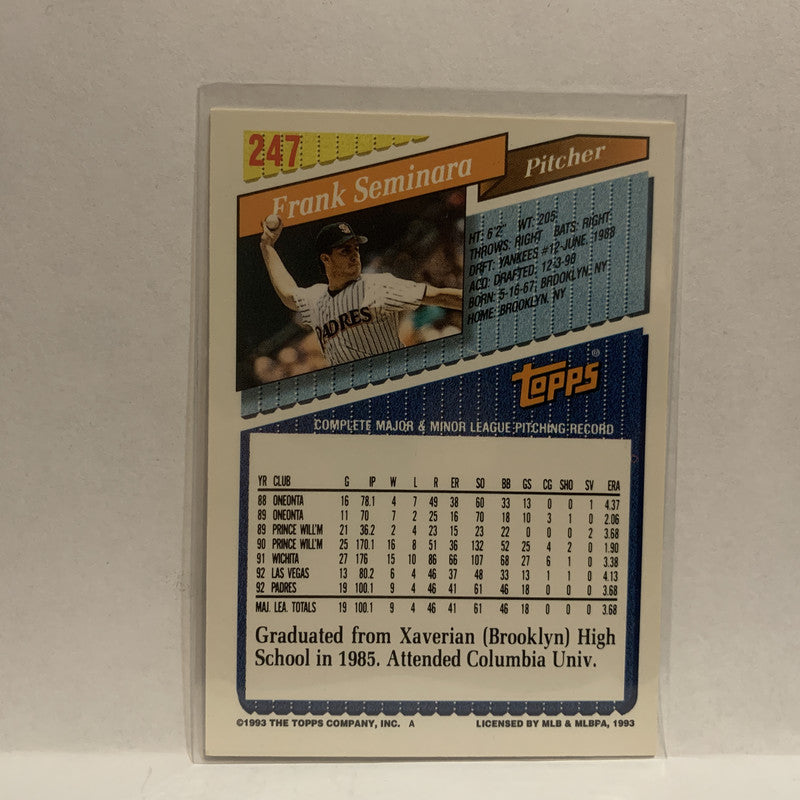 247
Frank Seminara
Pitcher
PADRES
HT: 6'2" WT: 205
THROWS: RIGHT BATS: RIGHT
DRFT: YANKEES #12-JUNE, 1988
ACQ: DRAFTED, 12-3-90
BORN: 5-16-67, BROOKLYN, NY
HOME: BROOKLYN, NY
TOPPS®
COMPLETE MAJOR & MINOR LEAGUE PITCHING RECORD
YR CLUB G IP W L R ER SO BB GS CG SHO SV ERA
88 ONEONTA 16 78.1 4 7 49 38 60 33 13 0 0 1 4.37
89 ONEONTA 11 70 7 2 25 16 70 18 10 3 1 0 2.06
89 PRINCE WILL'M 21 36.2 2 4 23 15 23 22 0 0 0 2 3.68
90 PRINCE WILL'M 25 170.1 16 8 51 36 132 52 25 4 2 0 1.90
91 WICHITA 27 176 15 10 86 66 107 68 27 6 1 0 3.38
92 LAS VEGAS 13 80.2 6 4 46 37 48 33 13 1 1 0 4.13
92 PADRES 19 100.1 9 4 46 41 61 46 18 0 0 0 3.68
MAJ. LEA. TOTALS 19 100.1 9 4 46 41 61 46 18 0 0 0 3.68
Graduated from Xaverian (Brooklyn) High
School in 1985. Attended Columbia Univ.
©1993 THE TOPPS COMPANY, INC. A LICENSED BY MLB & MLBPA, 1993